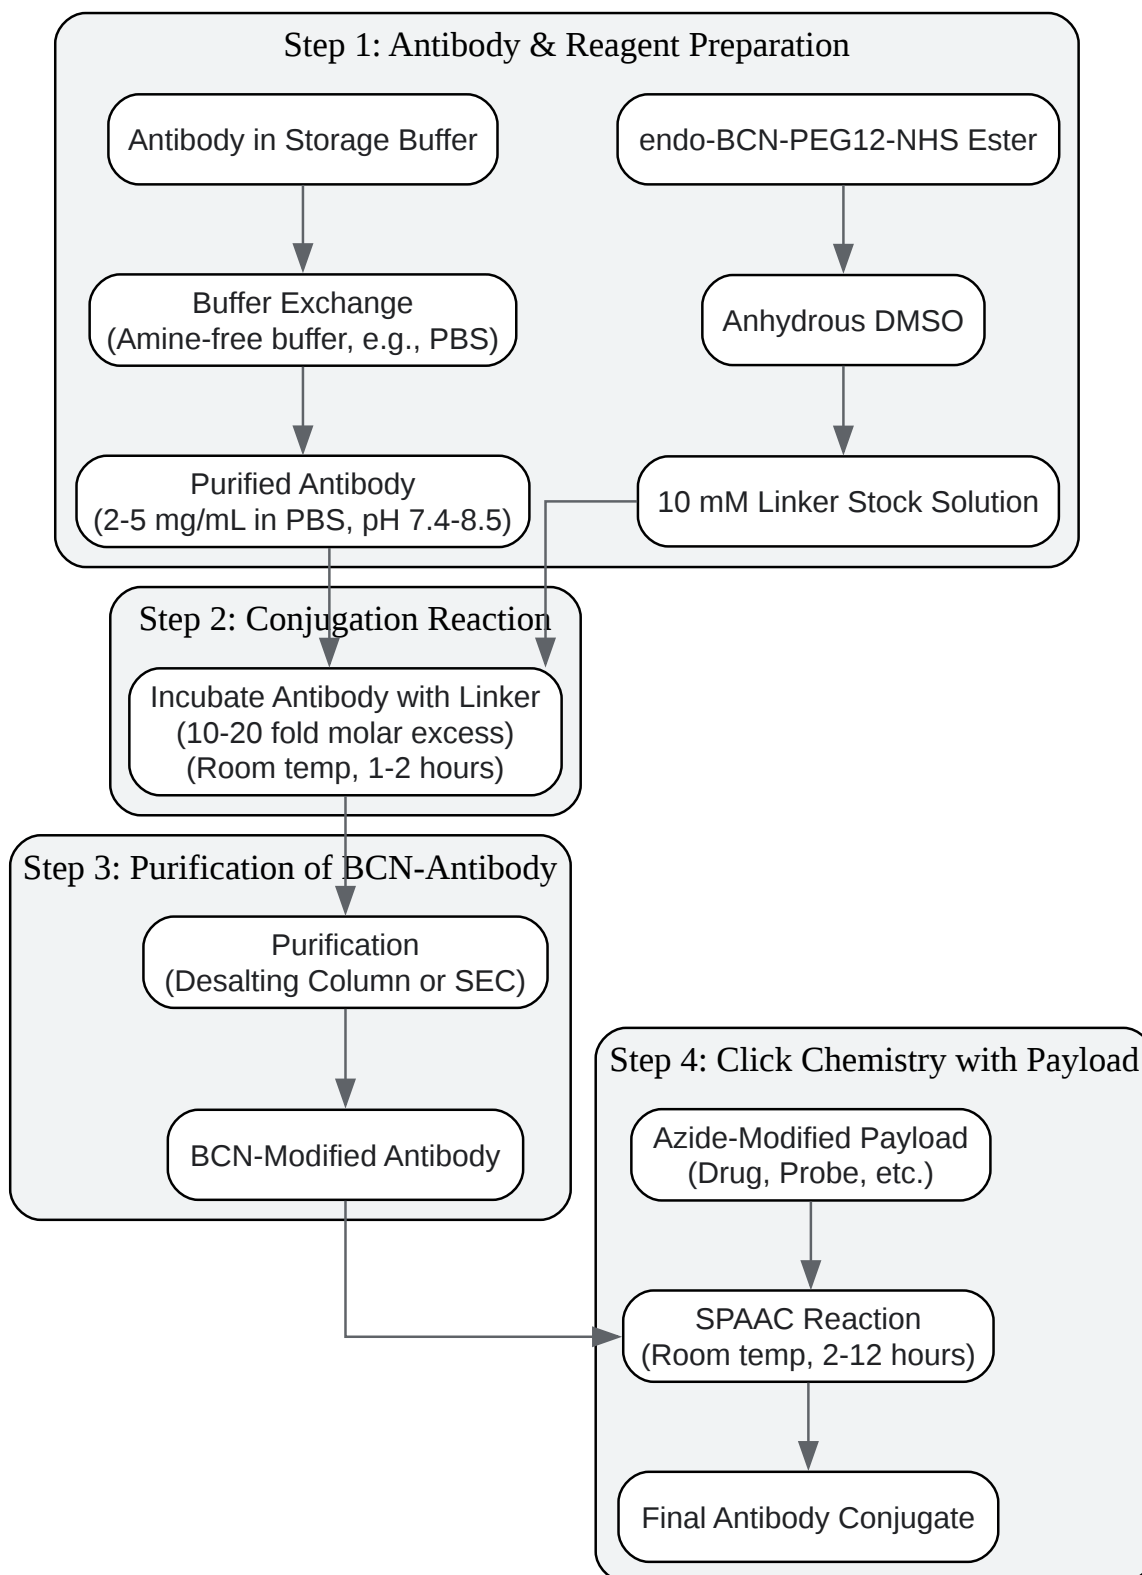 Step 1: Antibody & Reagent Preparation
Antibody in Storage Buffer
endo-BCN-PEG12-NHS Ester
Buffer Exchange
(Amine-free buffer, e.g., PBS)
Anhydrous DMSO
Purified Antibody
(2-5 mg/mL in PBS, pH 7.4-8.5)
10 mM Linker Stock Solution
Step 2: Conjugation Reaction
Incubate Antibody with Linker
(10-20 fold molar excess)
(Room temp, 1-2 hours)
Step 3: Purification of BCN-Antibody
Purification
(Desalting Column or SEC)
BCN-Modified Antibody
Step 4: Click Chemistry with Payload
Azide-Modified Payload
(Drug, Probe, etc.)
SPAAC Reaction
(Room temp, 2-12 hours)
Final Antibody Conjugate